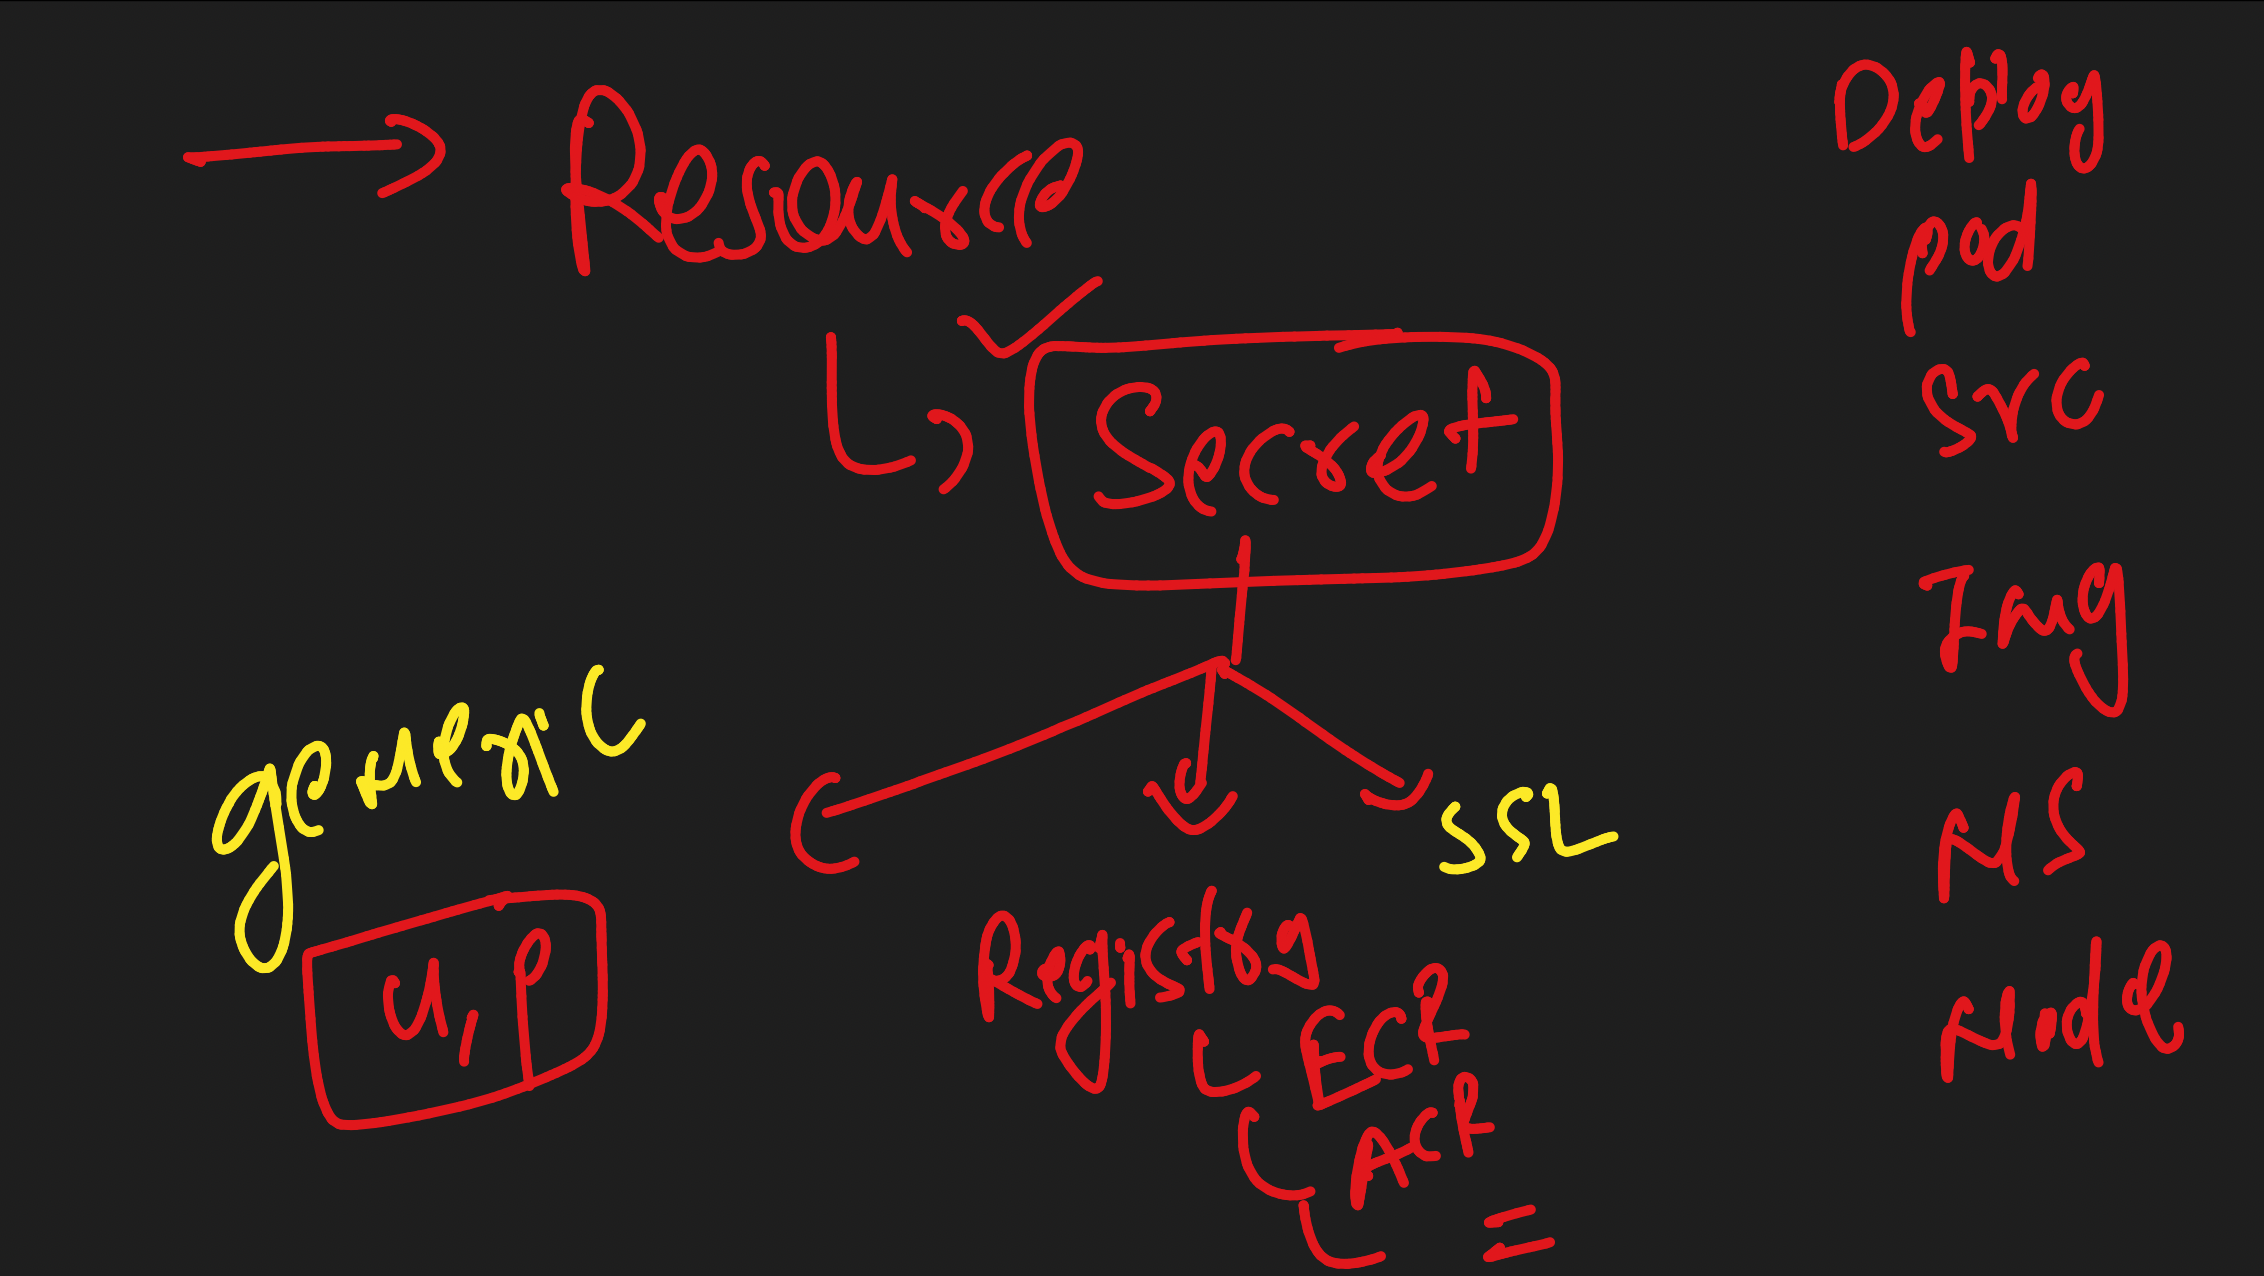 Resource
Secret
generic
u, p
Registry
ECR
ACR
SSL
Deploy
pod
svc
Img
NS
Node